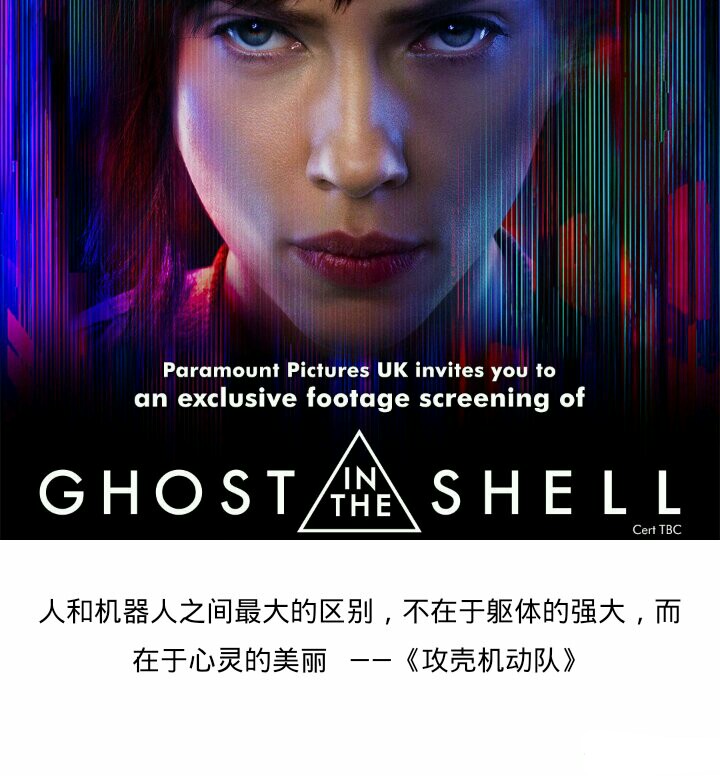 Paramount Pictures UK invites you to
an exclusive footage screening of
GHOST IN THE SHELL
Cert TBC
人和机器人之间最大的区别，不在于躯体的强大，而
在于心灵的美丽 ——《攻壳机动队》